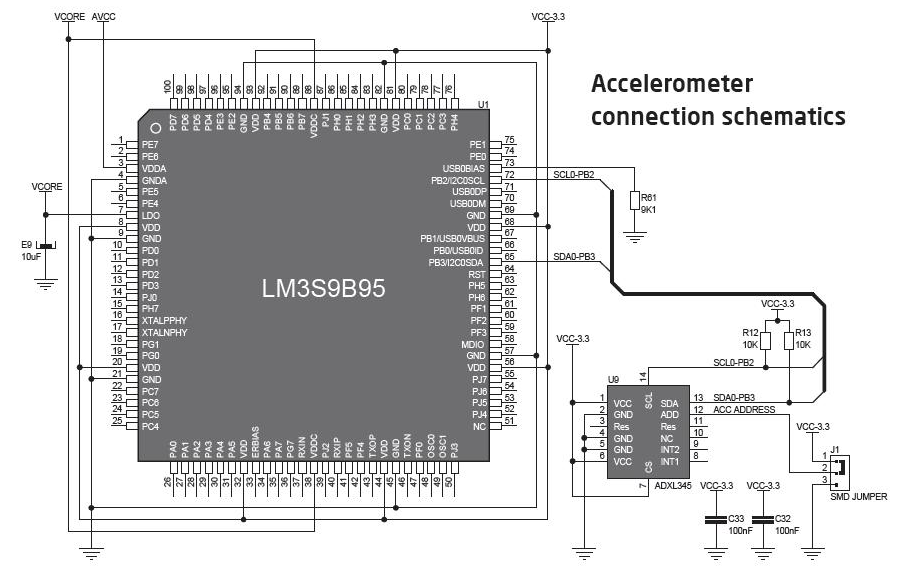 VCORE AVCC VCC-3.3
Accelerometer
connection schematics
100 99 98 97 96 95 94 93 92 91 90 89 88 87 86 85 84 83 82 81 80 79 78 77 76
U1
PD7 PD6 PD5 PD4 PE3 PE2 GND VDD PB4 PB5 PB6 PB7 VDDC PJ1 PH0 PH1 PH2 PH3 GND VDD PC0 PC1 PC2 PC3 PH4
1 PE7
2 PE6
3 VDDA
4 GNDA
5 PE5
6 PE4
7 LDO
8 VDD
9 GND
10 PD0
11 PD1
12 PD2
13 PD3
14 PJ0
15 PH7
16 XTALPPHY
17 XTALNPHY
18 PG1
19 PG0
20 VDD
21 GND
22 PC7
23 PC6
24 PC5
25 PC4
VCORE
E9
10uF
LM3S9B95
PE1 75
PE0 74
USB0BIAS 73
PB2/I2C0SCL 72
USB0DP 71
USB0DM 70
GND 69
VDD 68
PB1/USB0VBUS 67
PB0/USB0ID 66
PB3/I2C0SDA 65
RST 64
PH5 63
PH6 62
PF1 61
PF2 60
PF3 59
MDIO 58
GND 57
VDD 56
PJ7 55
PJ6 54
PJ5 53
PJ4 52
NC 51
PA0 PA1 PA2 PA3 PA4 PA5 VDD ERBIAS PA6 PA7 PG7 RXIN VDDC PJ2 RXIP PF5 PF4 TXOP VDD GND TXON PF0 OSC0 OSC1 PJ3
26 27 28 29 30 31 32 33 34 35 36 37 38 39 40 41 42 43 44 45 46 47 48 49 50
SCL0-PB2
R61
9K1
SDA0-PB3
VCC-3.3
R12 R13
10K 10K
VCC-3.3
SCL0-PB2
U9
14
SCL
1 VCC SDA 13 SDA0-PB3
2 GND ADD 12 ACC ADDRESS
3 Res Res 11
4 GND NC 10
5 GND INT2 9
6 VCC INT1 8
CS
7
ADXL345
VCC-3.3
J1
1
2
3
SMD JUMPER
VCC-3.3 VCC-3.3
C33 C32
100nF 100nF